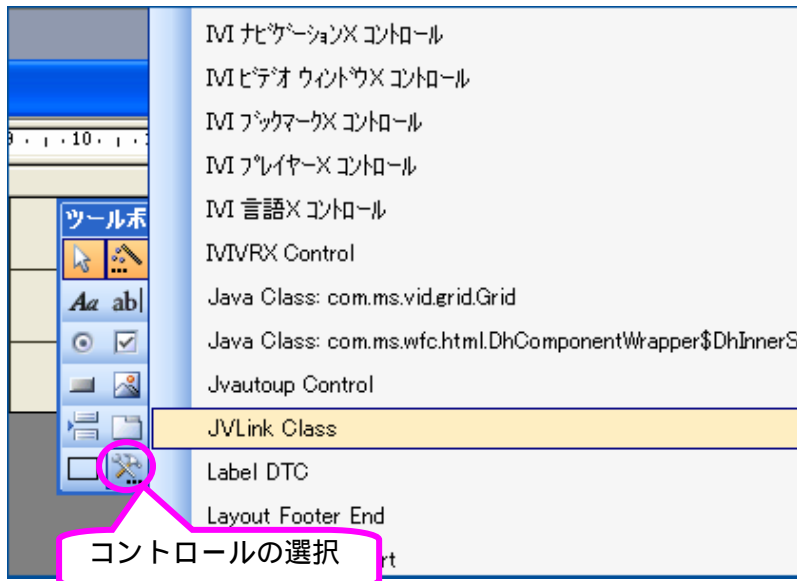 IVI ナビゲーションX コントロール
IVI ビデオ ウィンドウX コントロール
IVI ブックマークX コントロール
9 · ı · 10 · ı ·
IVI プレイヤーX コントロール
IVI 言語X コントロール
ツールボ
IVIVRX Control
Aa ab|
Java Class: com.ms.vid.grid.Grid
Java Class: com.ms.wfc.html.DhComponentWrapper$DhInnerS
Jvautoup Control
JVLink Class
Label DTC
Layout Footer End
コントロールの選択
rt